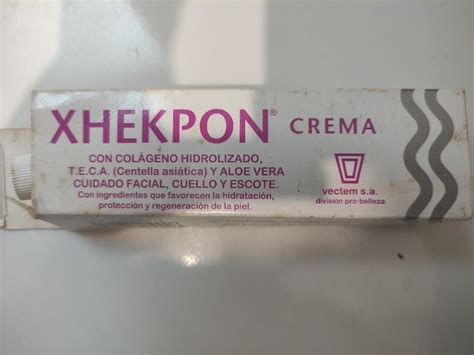 XHEKPON® CREMA
CON COLÁGENO HIDROLIZADO,
T.E.C.A. (Centella asiática) Y ALOE VERA
CUIDADO FACIAL, CUELLO Y ESCOTE.
Con ingredientes que favorecen la hidratación,
protección y regeneración de la piel.
vectem s.a.
división pro·belleza